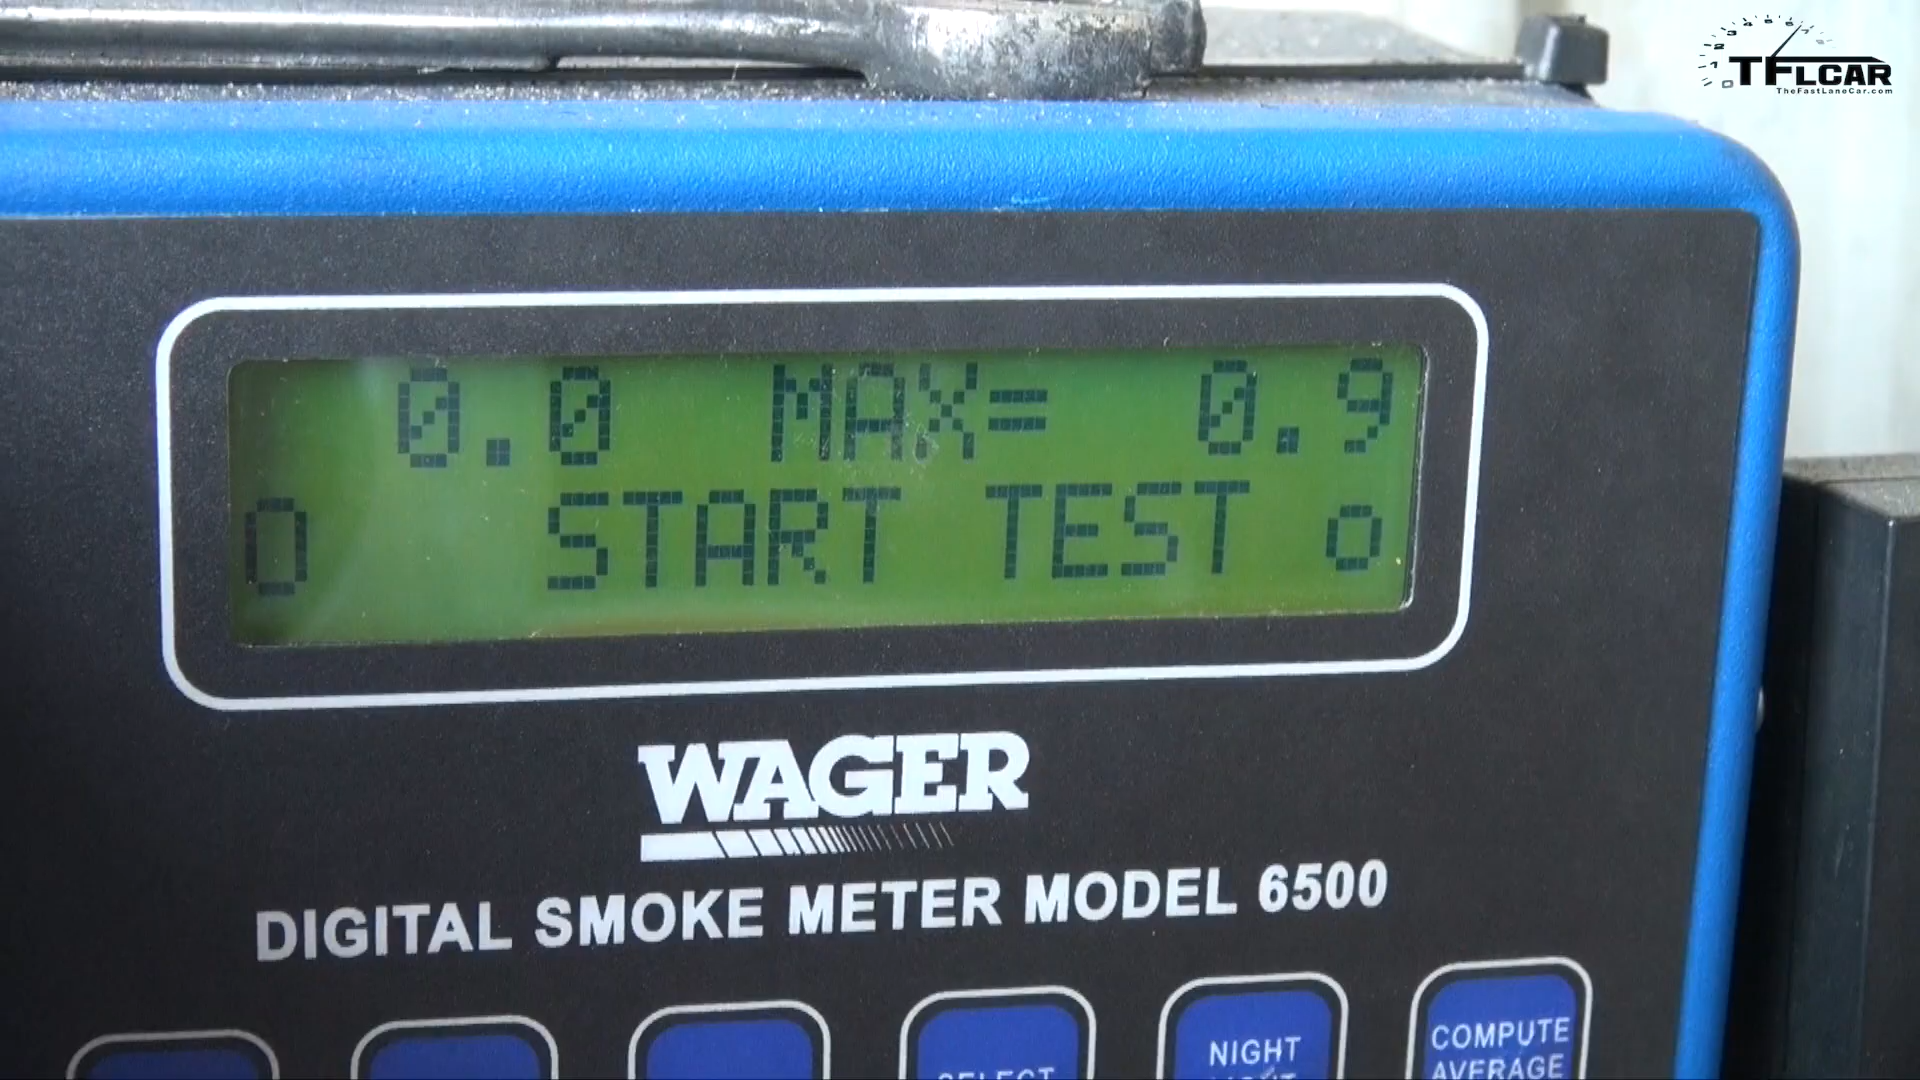 TFLCAR
TheFastLaneCar.com
0.0 MAX= 0.9
0 START TEST o
WAGER
DIGITAL SMOKE METER MODEL 6500
SELECT
NIGHT
COMPUTE
AVERAGE